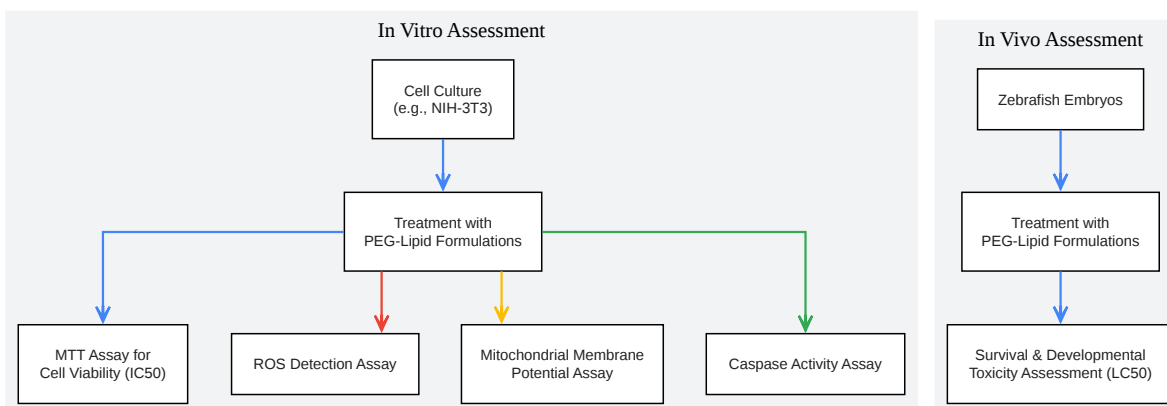 In Vitro Assessment
Cell Culture
(e.g., NIH-3T3)
Treatment with
PEG-Lipid Formulations
MTT Assay for
Cell Viability (IC50)
ROS Detection Assay
Mitochondrial Membrane
Potential Assay
Caspase Activity Assay
In Vivo Assessment
Zebrafish Embryos
Treatment with
PEG-Lipid Formulations
Survival & Developmental
Toxicity Assessment (LC50)